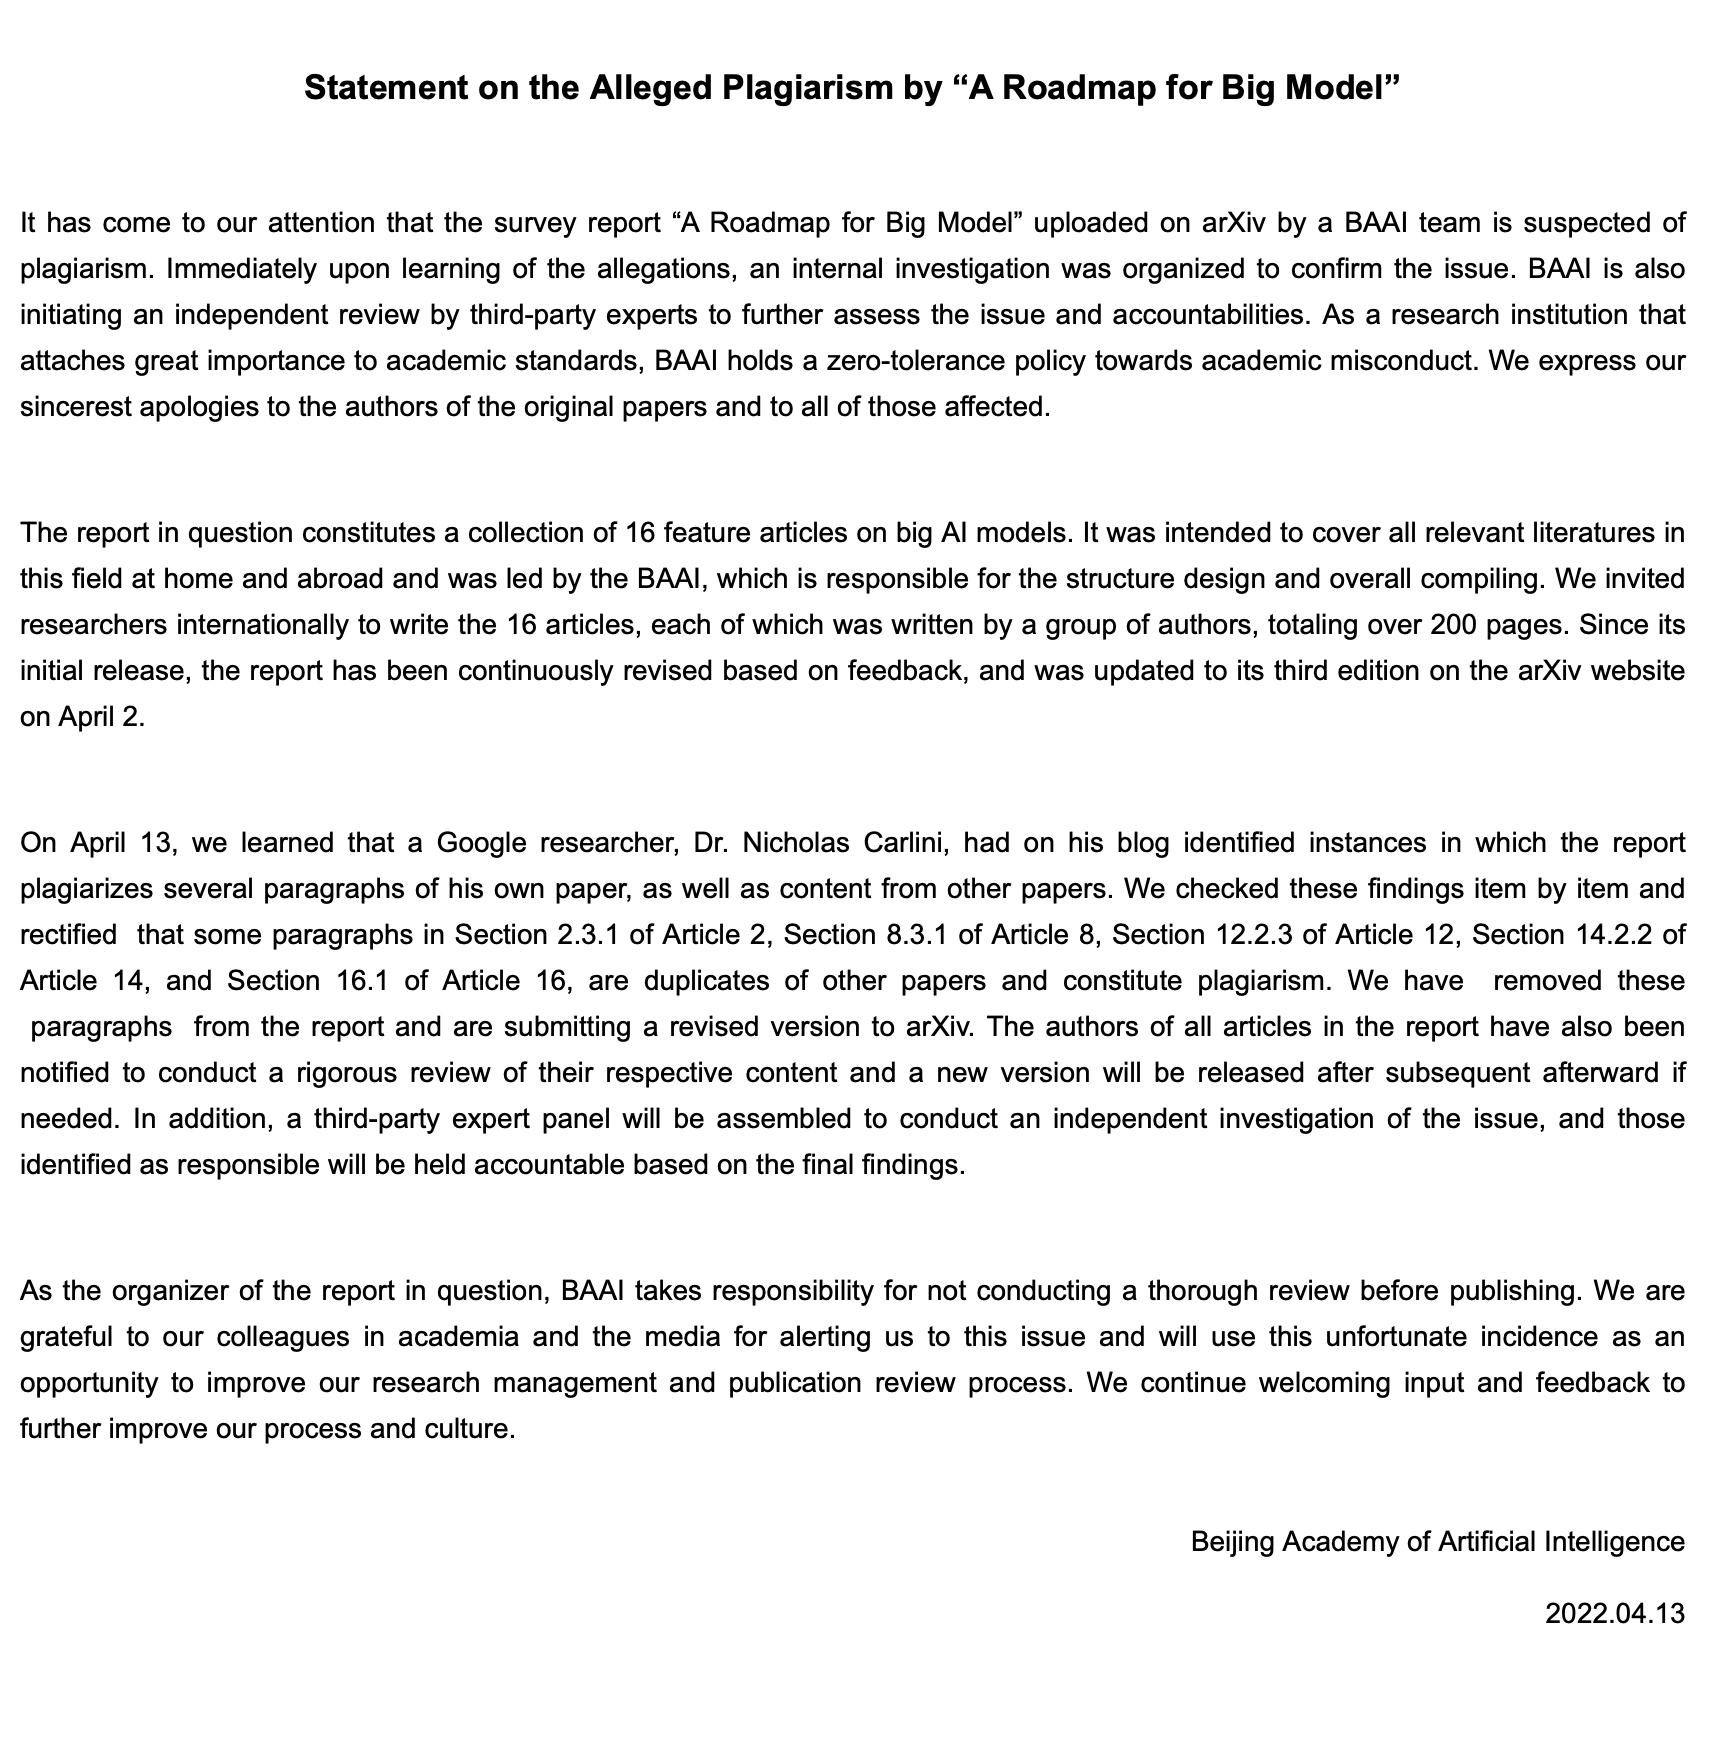 Statement on the Alleged Plagiarism by “A Roadmap for Big Model”
It has come to our attention that the survey report “A Roadmap for Big Model” uploaded on arXiv by a BAAI team is suspected of
plagiarism. Immediately upon learning of the allegations, an internal investigation was organized to confirm the issue. BAAI is also
initiating an independent review by third-party experts to further assess the issue and accountabilities. As a research institution that
attaches great importance to academic standards, BAAI holds a zero-tolerance policy towards academic misconduct. We express our
sincerest apologies to the authors of the original papers and to all of those affected.
The report in question constitutes a collection of 16 feature articles on big AI models. It was intended to cover all relevant literatures in
this field at home and abroad and was led by the BAAI, which is responsible for the structure design and overall compiling. We invited
researchers internationally to write the 16 articles, each of which was written by a group of authors, totaling over 200 pages. Since its
initial release, the report has been continuously revised based on feedback, and was updated to its third edition on the arXiv website
on April 2.
On April 13, we learned that a Google researcher, Dr. Nicholas Carlini, had on his blog identified instances in which the report
plagiarizes several paragraphs of his own paper, as well as content from other papers. We checked these findings item by item and
rectified that some paragraphs in Section 2.3.1 of Article 2, Section 8.3.1 of Article 8, Section 12.2.3 of Article 12, Section 14.2.2 of
Article 14, and Section 16.1 of Article 16, are duplicates of other papers and constitute plagiarism. We have removed these
paragraphs from the report and are submitting a revised version to arXiv. The authors of all articles in the report have also been
notified to conduct a rigorous review of their respective content and a new version will be released after subsequent afterward if
needed. In addition, a third-party expert panel will be assembled to conduct an independent investigation of the issue, and those
identified as responsible will be held accountable based on the final findings.
As the organizer of the report in question, BAAI takes responsibility for not conducting a thorough review before publishing. We are
grateful to our colleagues in academia and the media for alerting us to this issue and will use this unfortunate incidence as an
opportunity to improve our research management and publication review process. We continue welcoming input and feedback to
further improve our process and culture.
Beijing Academy of Artificial Intelligence
2022.04.13